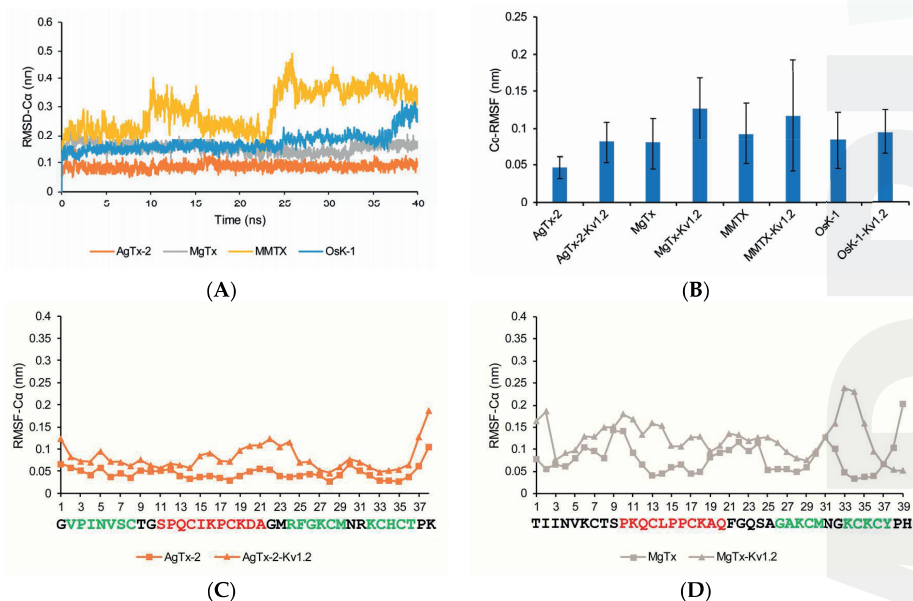 0.6
0.5
0.4
0.3
0.2
0.1
0
RMSD-Cα (nm)
0 5 10 15 20 25 30 35 40
Time (ns)
AgTx-2 MgTx MMTX OsK-1
(A)
0.25
0.2
0.15
0.1
0.05
0
Cα-RMSF (nm)
AgTx-2
AgTx-2-Kv1.2
MgTx
MgTx-Kv1.2
MMTX
MMTX-Kv1.2
OsK-1
OsK-1-Kv1.2
(B)
0.4
0.35
0.3
0.25
0.2
0.15
0.1
0.05
0
RMSF-Cα (nm)
1 3 5 7 9 11 13 15 17 19 21 23 25 27 29 31 33 35 37
GVPINVSCTGSPQCIKPCKDAGMRFGKCMNRKCHCTPK
AgTx-2 AgTx-2-Kv1.2
(C)
0.4
0.35
0.3
0.25
0.2
0.15
0.1
0.05
0
RMSF-Cα (nm)
1 3 5 7 9 11 13 15 17 19 21 23 25 27 29 31 33 35 37 39
TIINVKCTSPKQCLPPCKAQFGQSAGAKCMNGKCKCYPH
MgTx MgTx-Kv1.2
(D)